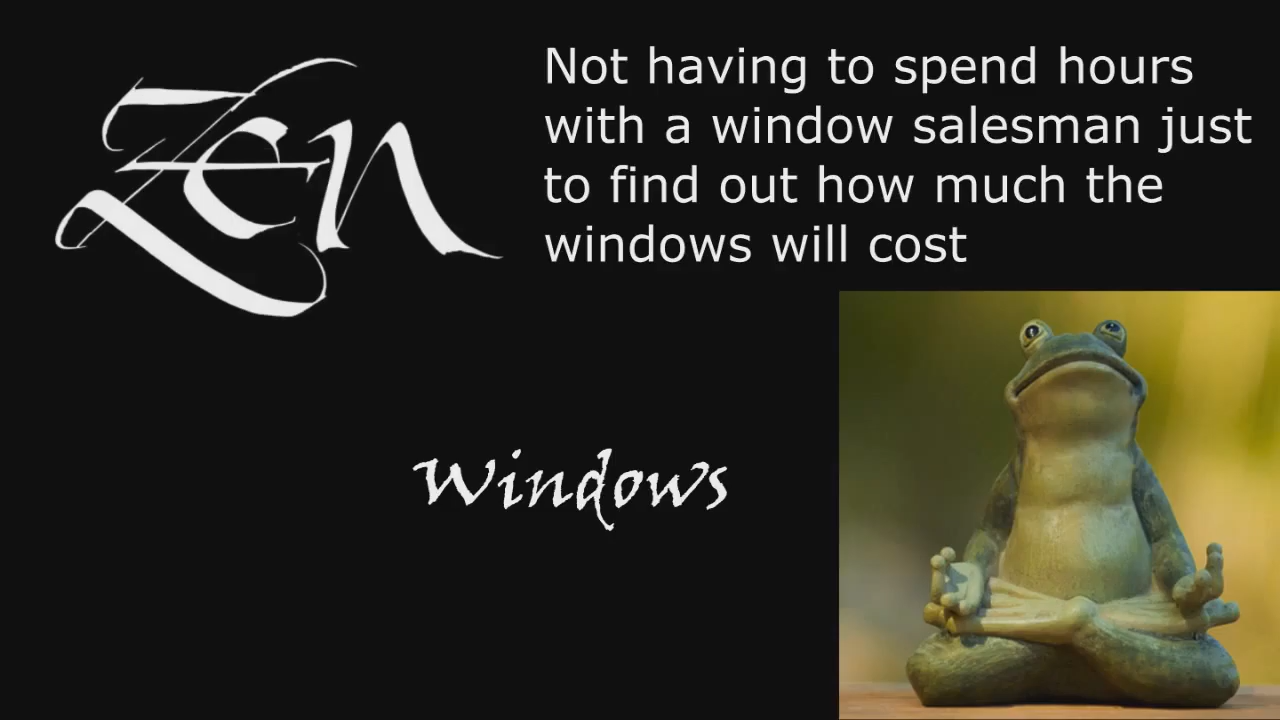 Zen
Not having to spend hours
with a window salesman just
to find out how much the
windows will cost
Windows